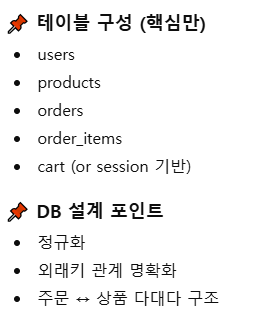 📌 테이블 구성 (핵심만)
• users
• products
• orders
• order_items
• cart (or session 기반)
📌 DB 설계 포인트
• 정규화
• 외래키 관계 명확화
• 주문 ↔ 상품 다대다 구조